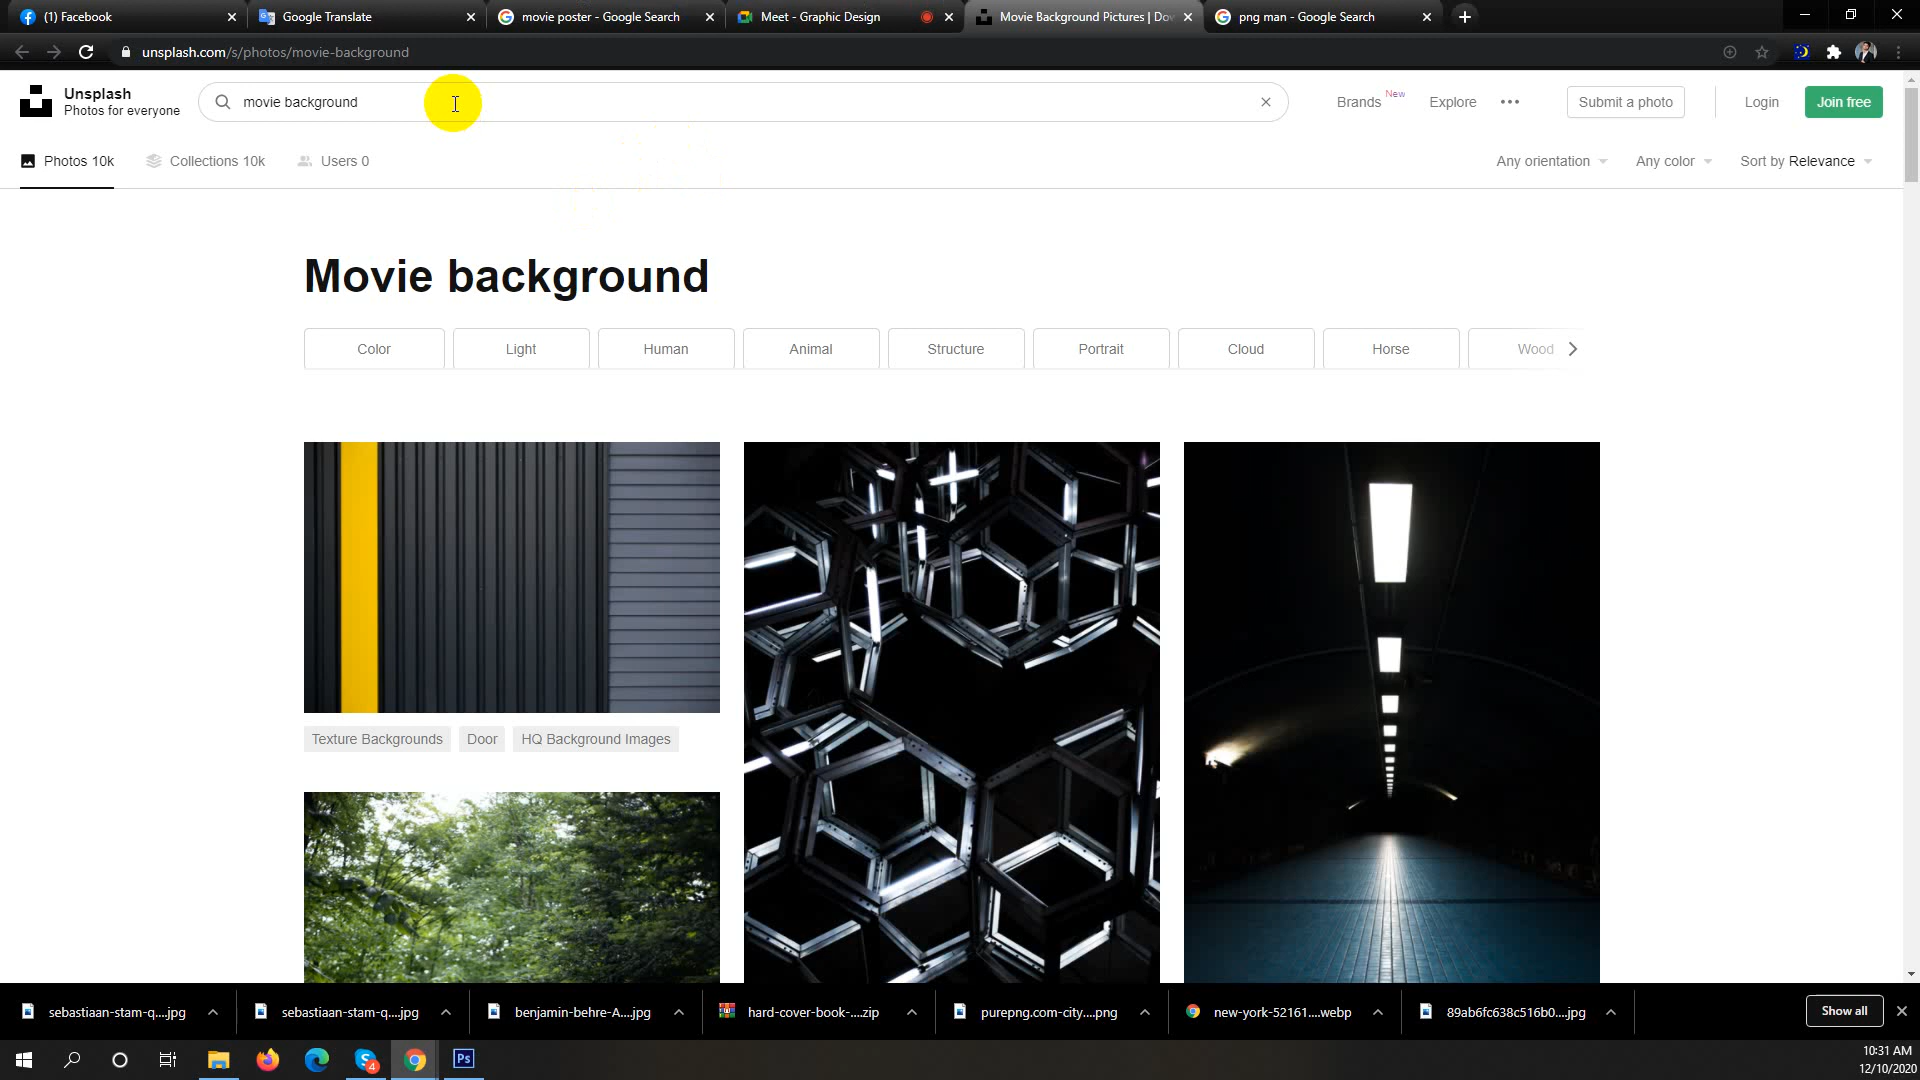 (1) Facebook
Google Translate
movie poster - Google Search
Meet - Graphic Design
Movie Background Pictures | Dow
png man - Google Search
unsplash.com/s/photos/movie-background
Unsplash
Photos for everyone
movie background
Brands New
Explore
Submit a photo
Login
Join free
Photos 10k
Collections 10k
Users 0
Any orientation
Any color
Sort by Relevance
Movie background
Color
Light
Human
Animal
Structure
Portrait
Cloud
Horse
Wood
Texture Backgrounds
Door
HQ Background Images
sebastiaan-stam-q....jpg
sebastiaan-stam-q....jpg
benjamin-behre-A....jpg
hard-cover-book-....zip
purepng.com-city....png
new-york-52161....webp
89ab6fc638c516b0....jpg
Show all
4
Ps
10:31 AM
12/10/2020